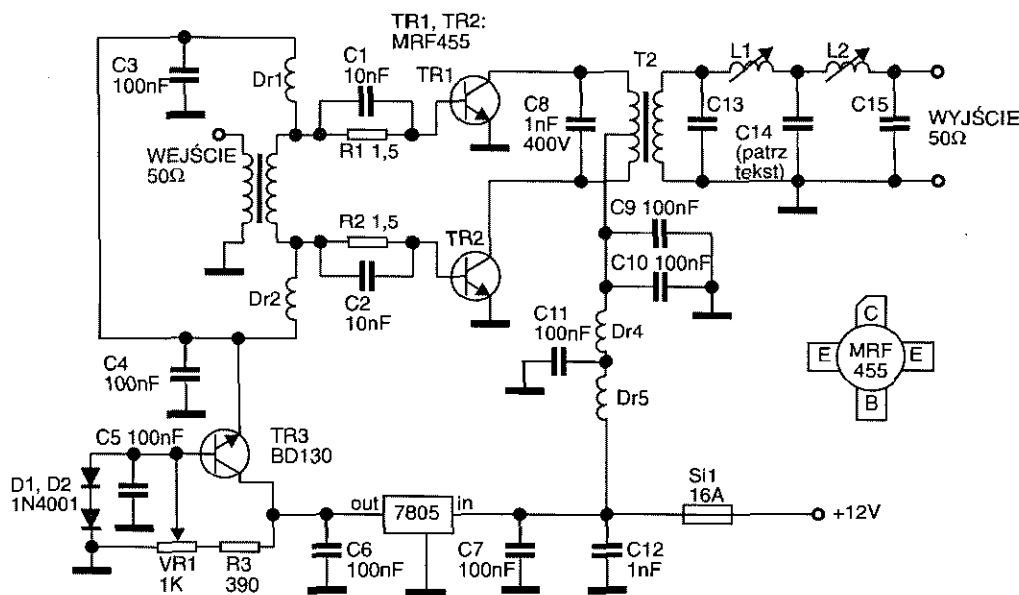 TR1, TR2:
MRF455
C3
100nF
Dr1
C1
10nF
TR1
R1 1,5
WEJŚCIE
50Ω
R2 1,5
TR2
C2
10nF
Dr2
C8
1nF
400V
T2
L1
L2
C13
C14
(patrz
tekst)
C15
WYJŚCIE
50Ω
C9 100nF
C10 100nF
C11
100nF
Dr4
Dr5
C
E
MRF
455
E
B
C4
100nF
C5 100nF
TR3
BD130
D1, D2
1N4001
VR1
1K
R3
390
C6
100nF
out
7805
in
C7
100nF
C12
1nF
Si1
16A
+12V